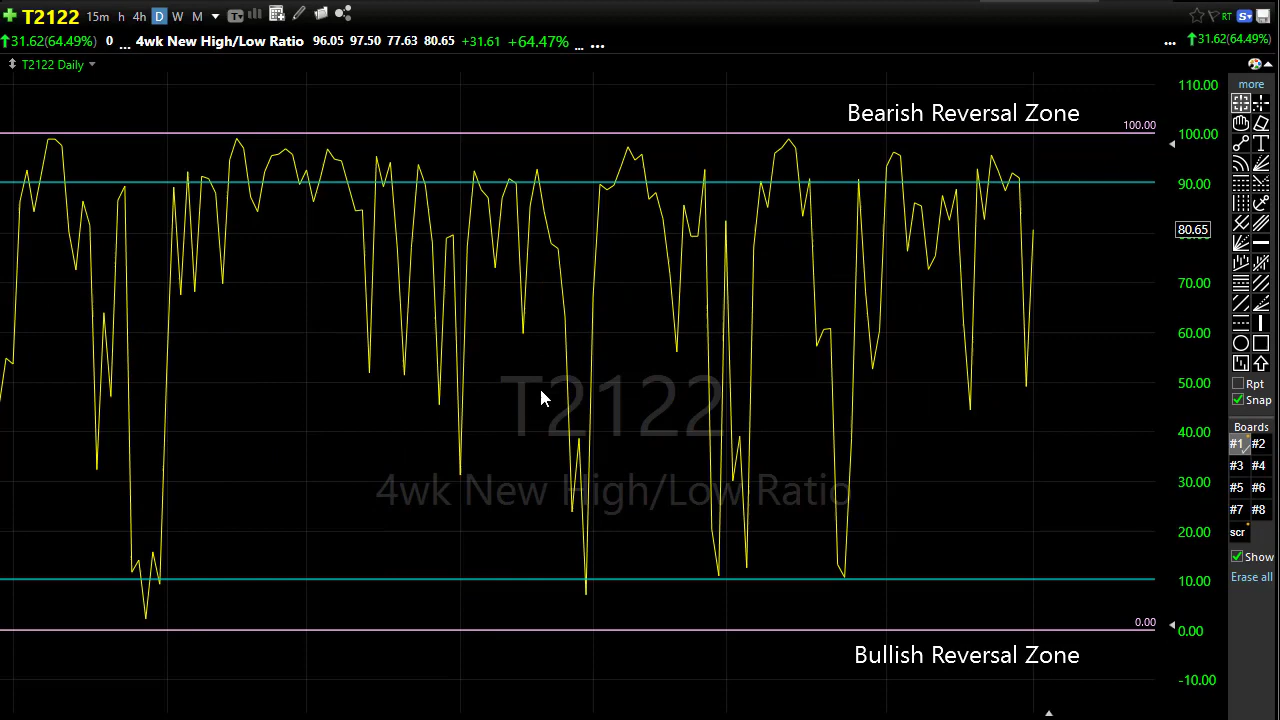 T2122 15m h 4h D W M RT S
31.62(64.49%) 0 ... 4wk New High/Low Ratio 96.05 97.50 77.63 80.65 +31.61 +64.47% ... ... ... 31.62(64.49%)
T2122 Daily
more
110.00
Bearish Reversal Zone
100.00
100.00
90.00
80.65
70.00
60.00
T2122
50.00
Rpt
Snap
Boards
40.00
#1 #2
#3 #4
4wk New High/Low Ratio
30.00
#5 #6
#7 #8
20.00
scr
Show
10.00
Erase all
0.00
0.00
Bullish Reversal Zone
-10.00